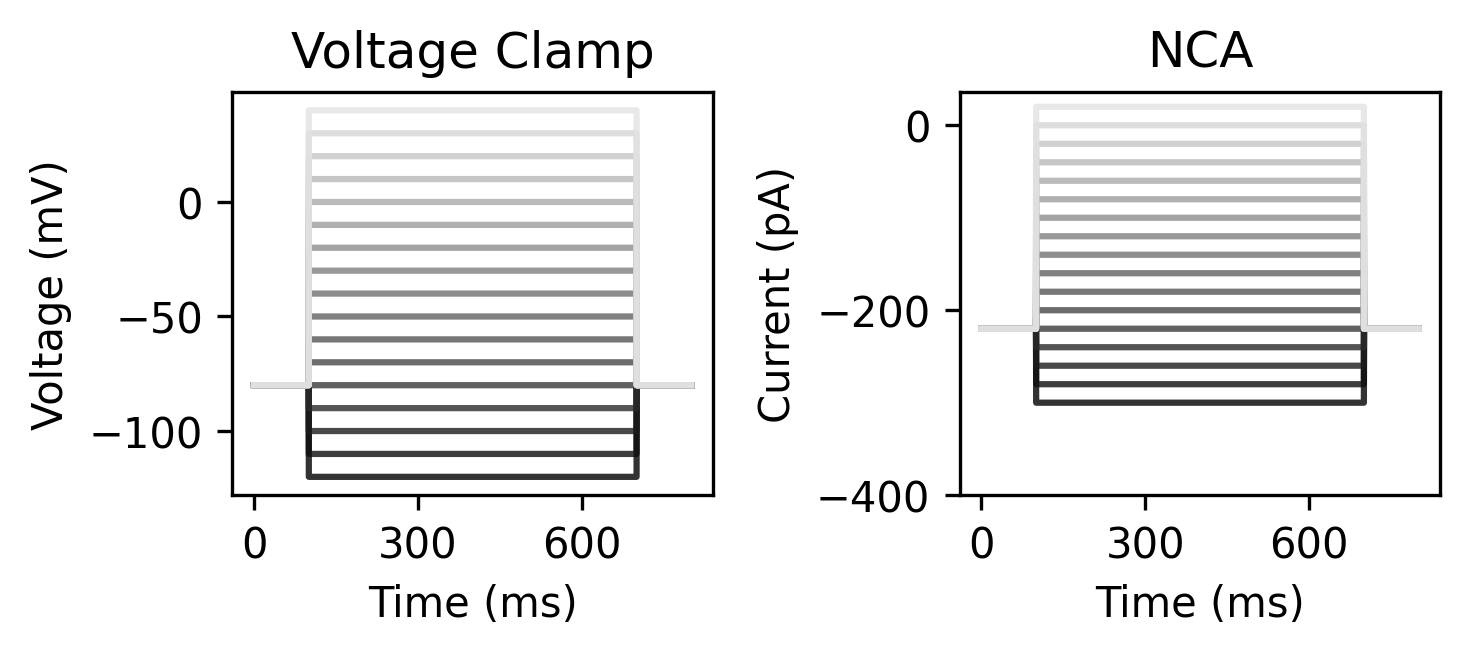 Voltage Clamp
Voltage (mV)
0
−50
−100
0 300 600
Time (ms)
NCA
Current (pA)
0
−200
−400
0 300 600
Time (ms)